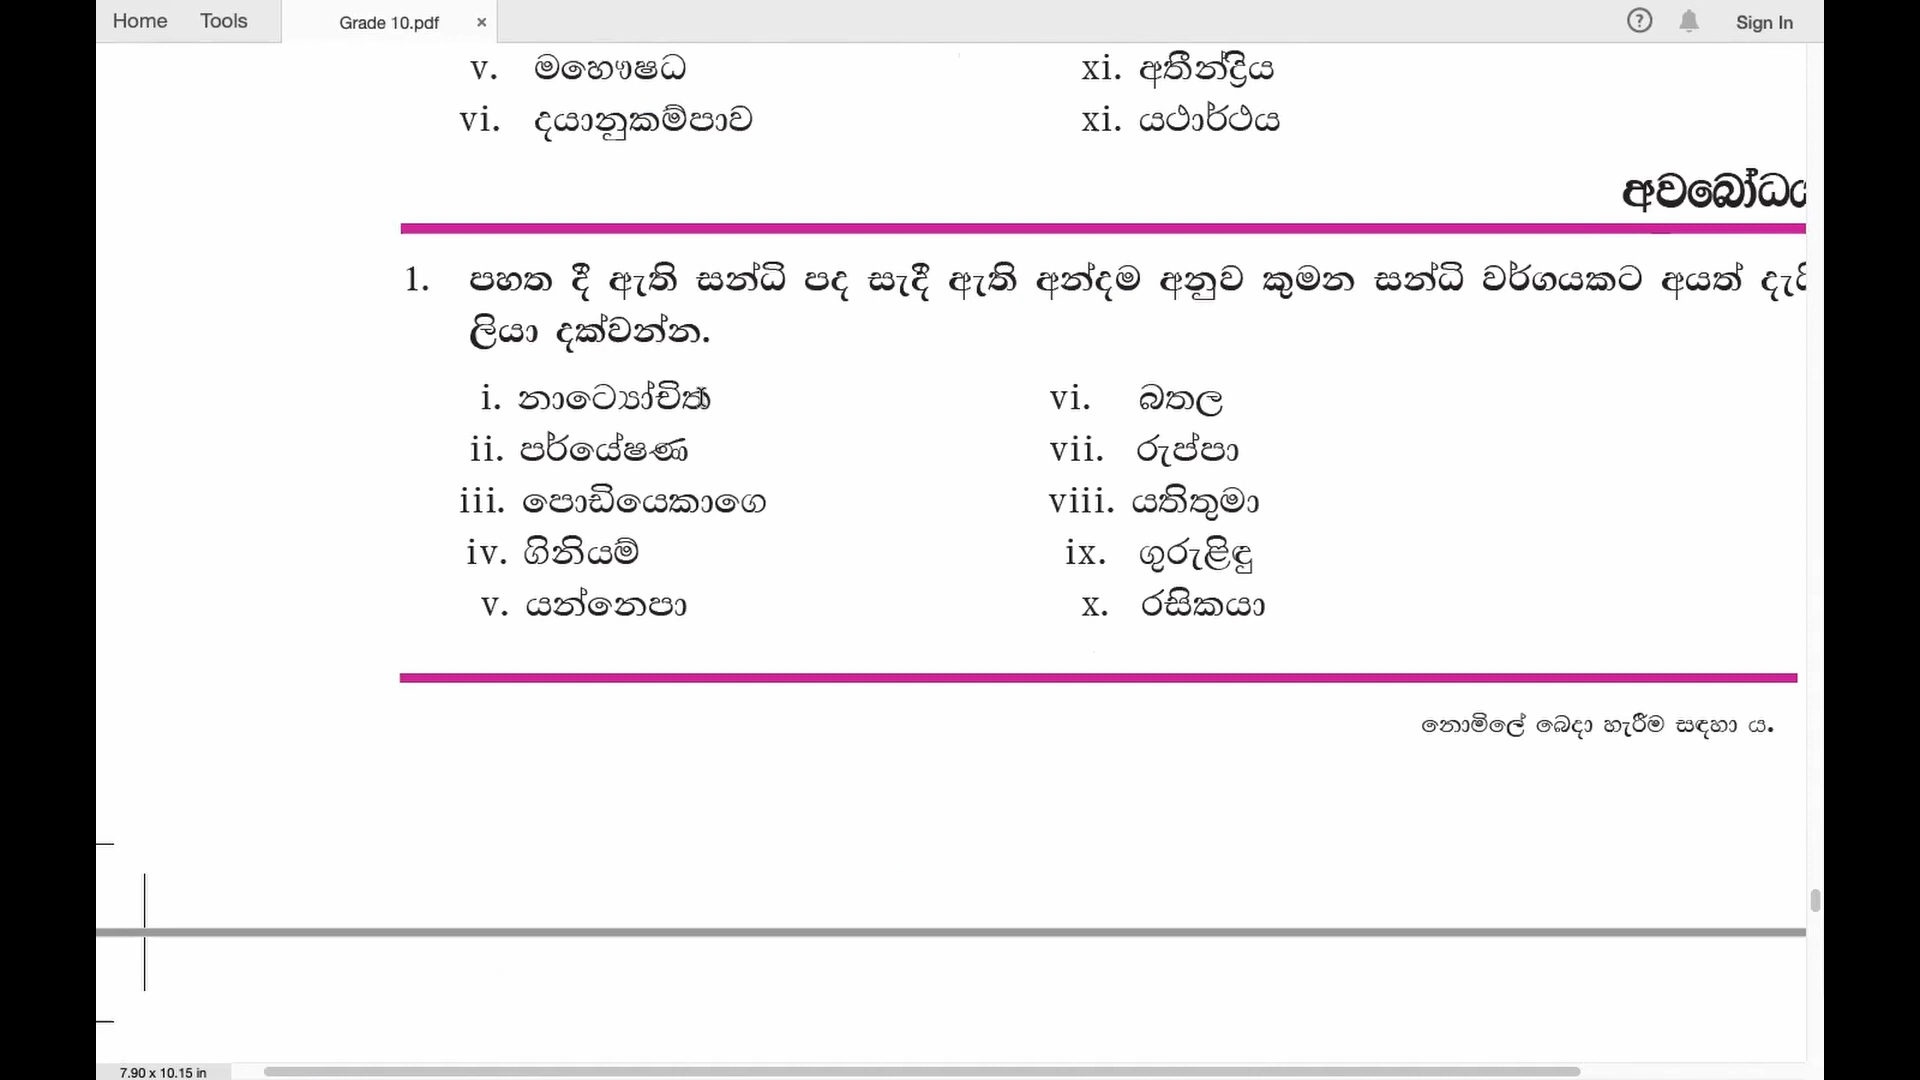 Home Tools Grade 10.pdf × ? Sign In
v. මහෞෂධ xi. අතීන්ද්‍රිය
vi. දයානුකම්පාව xi. යථාර්ථය
අවබෝධය
1. පහත දී ඇති සන්ධි පද සැදී ඇති අන්දම අනුව කුමන සන්ධි වර්ගයකට අයත්
ලියා දක්වන්න.
i. නාට්‍යෝචිත vi. බතල
ii. පර්යේෂණ vii. රුප්පා
iii. පොඩියෙකාගෙ viii. යතිතුමා
iv. ගිනියම් ix. ගුරුළිඳු
v. යන්නෙපා x. රසිකයා
නොමිලේ බෙදා හැරීම සඳහා ය.
7.90 x 10.15 in